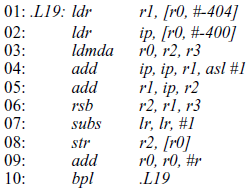 01: .L19: ldr r1, [r0, #-404]
02: ldr ip, [r0, #-400]
03: ldmda r0, r2, r3
04: add ip, ip, r1, asl #1
05: add r1, ip, r2
06: rsb r2, r1, r3
07: subs lr, lr, #1
08: str r2, [r0]
09: add r0, r0, #r
10: bpl .L19